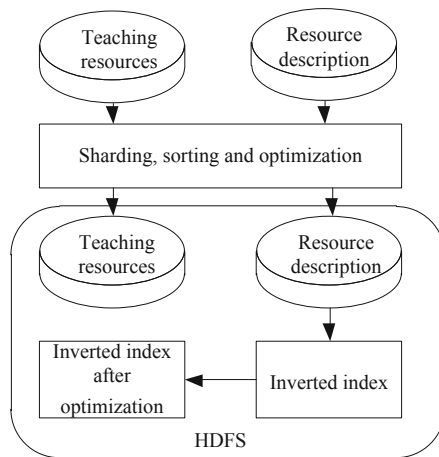 Teaching
resources
Resource
description
Sharding, sorting and optimization
Teaching
resources
Resource
description
Inverted index
after
optimization
Inverted index
HDFS